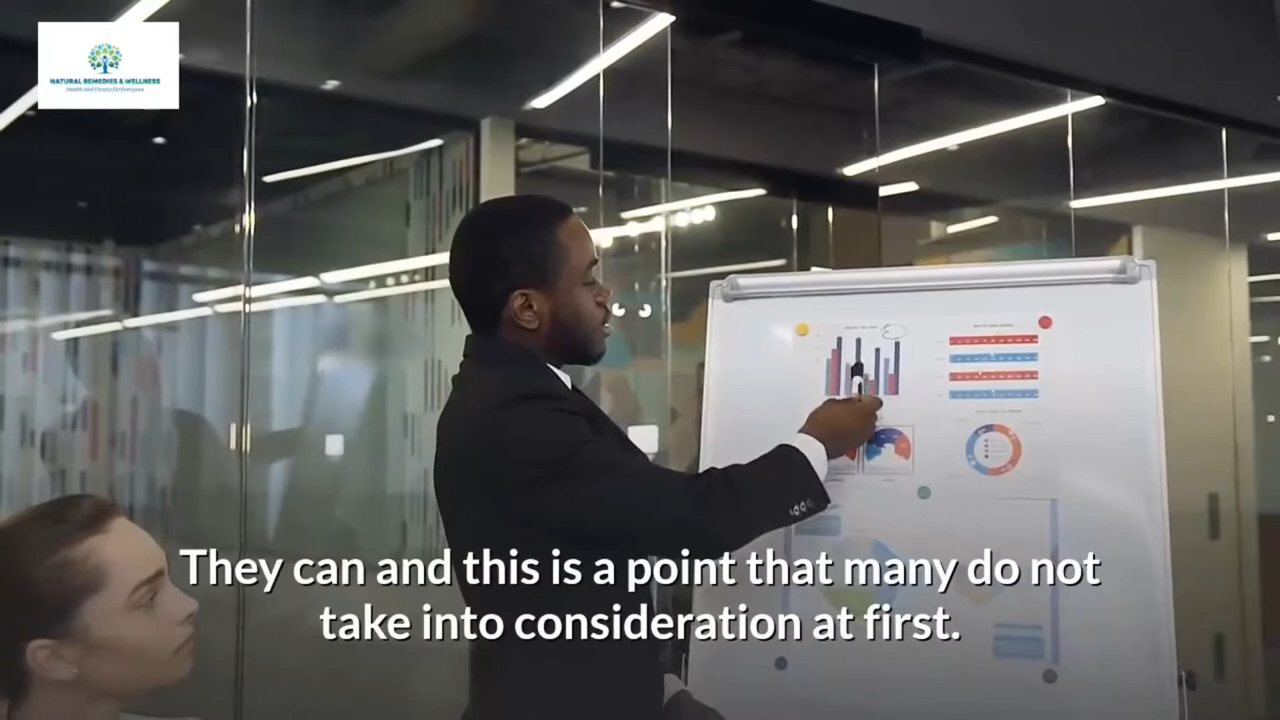 NATURAL REMEDIES & WELLNESS
Health and Fitness for Everyone
They can and this is a point that many do not
take into consideration at first.